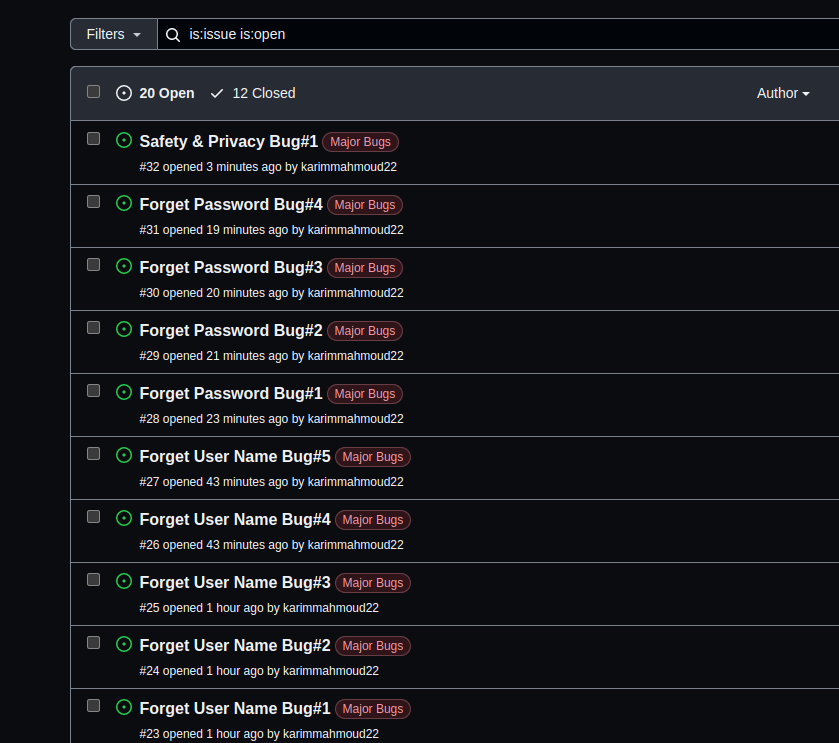 Filters is:issue is:open
20 Open 12 Closed Author
Safety & Privacy Bug#1 Major Bugs
#32 opened 3 minutes ago by karimmahmoud22
Forget Password Bug#4 Major Bugs
#31 opened 19 minutes ago by karimmahmoud22
Forget Password Bug#3 Major Bugs
#30 opened 20 minutes ago by karimmahmoud22
Forget Password Bug#2 Major Bugs
#29 opened 21 minutes ago by karimmahmoud22
Forget Password Bug#1 Major Bugs
#28 opened 23 minutes ago by karimmahmoud22
Forget User Name Bug#5 Major Bugs
#27 opened 43 minutes ago by karimmahmoud22
Forget User Name Bug#4 Major Bugs
#26 opened 43 minutes ago by karimmahmoud22
Forget User Name Bug#3 Major Bugs
#25 opened 1 hour ago by karimmahmoud22
Forget User Name Bug#2 Major Bugs
#24 opened 1 hour ago by karimmahmoud22
Forget User Name Bug#1 Major Bugs
#23 opened 1 hour ago by karimmahmoud22